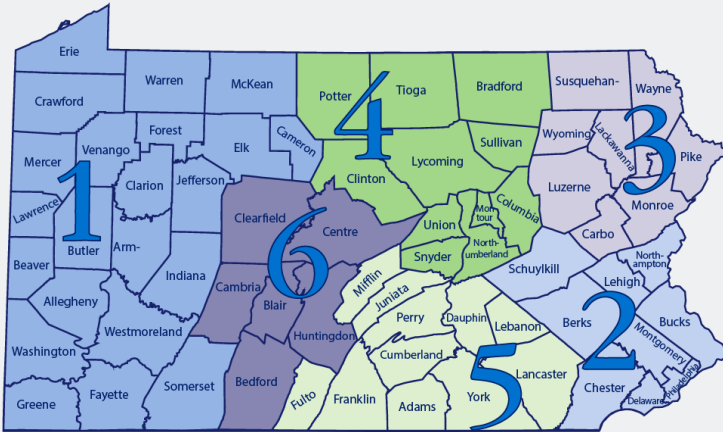 Erie
Warren
McKean
Potter
Tioga
Bradford
Susquehan-
Wayne
Crawford
Forest
Elk
Cameron
4
Sullivan
Wyoming
Lackawanna
3
Pike
Mercer
Venango
Clarion
Jefferson
Clinton
Lycoming
Luzerne
Monroe
Lawrence
1
Butler
Arm-
Clearfield
Centre
Union
Mon-
tour
Columbia
Carbo
Beaver
Indiana
6
Snyder
North-
umberland
Schuylkill
North-
ampton
Lehigh
Allegheny
Cambria
Blair
Huntingdon
Mifflin
Juniata
Perry
Dauphin
Lebanon
Berks
2
Bucks
Montgomery
Washington
Westmoreland
Cumberland
5
Lancaster
Philadelphia
Greene
Fayette
Somerset
Bedford
Fulto
Franklin
Adams
York
Chester
Delaware